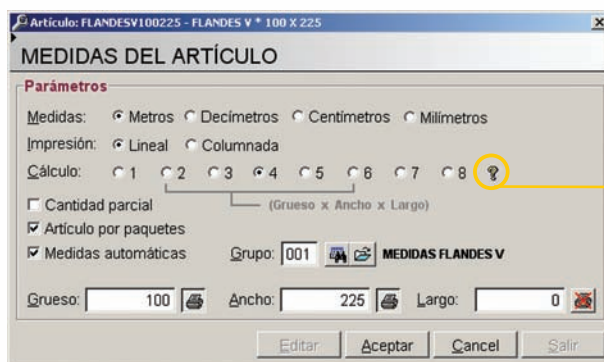 Artículo: FLANDESV100225 - FLANDES V * 100 X 225
MEDIDAS DEL ARTÍCULO
Parámetros
Medidas: Metros Decímetros Centímetros Milímetros
Impresión: Lineal Columnada
Cálculo: 1 2 3 4 5 6 7 8 ?
Cantidad parcial (Grueso x Ancho x Largo)
Artículo por paquetes
Medidas automáticas Grupo: 001 MEDIDAS FLANDES V
Grueso: 100 Ancho: 225 Largo: 0
Editar Aceptar Cancel Salir